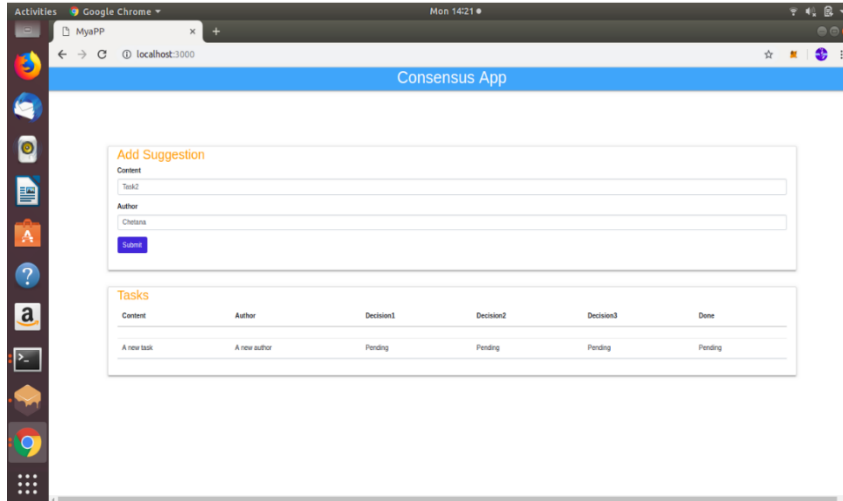 Activities Google Chrome Mon 14:21
MyaPP
localhost:3000
Consensus App
Add Suggestion
Content
Task2
Author
Chetana
Submit
Tasks
Content Author Decision1 Decision2 Decision3 Done
A new task A new author Pending Pending Pending Pending